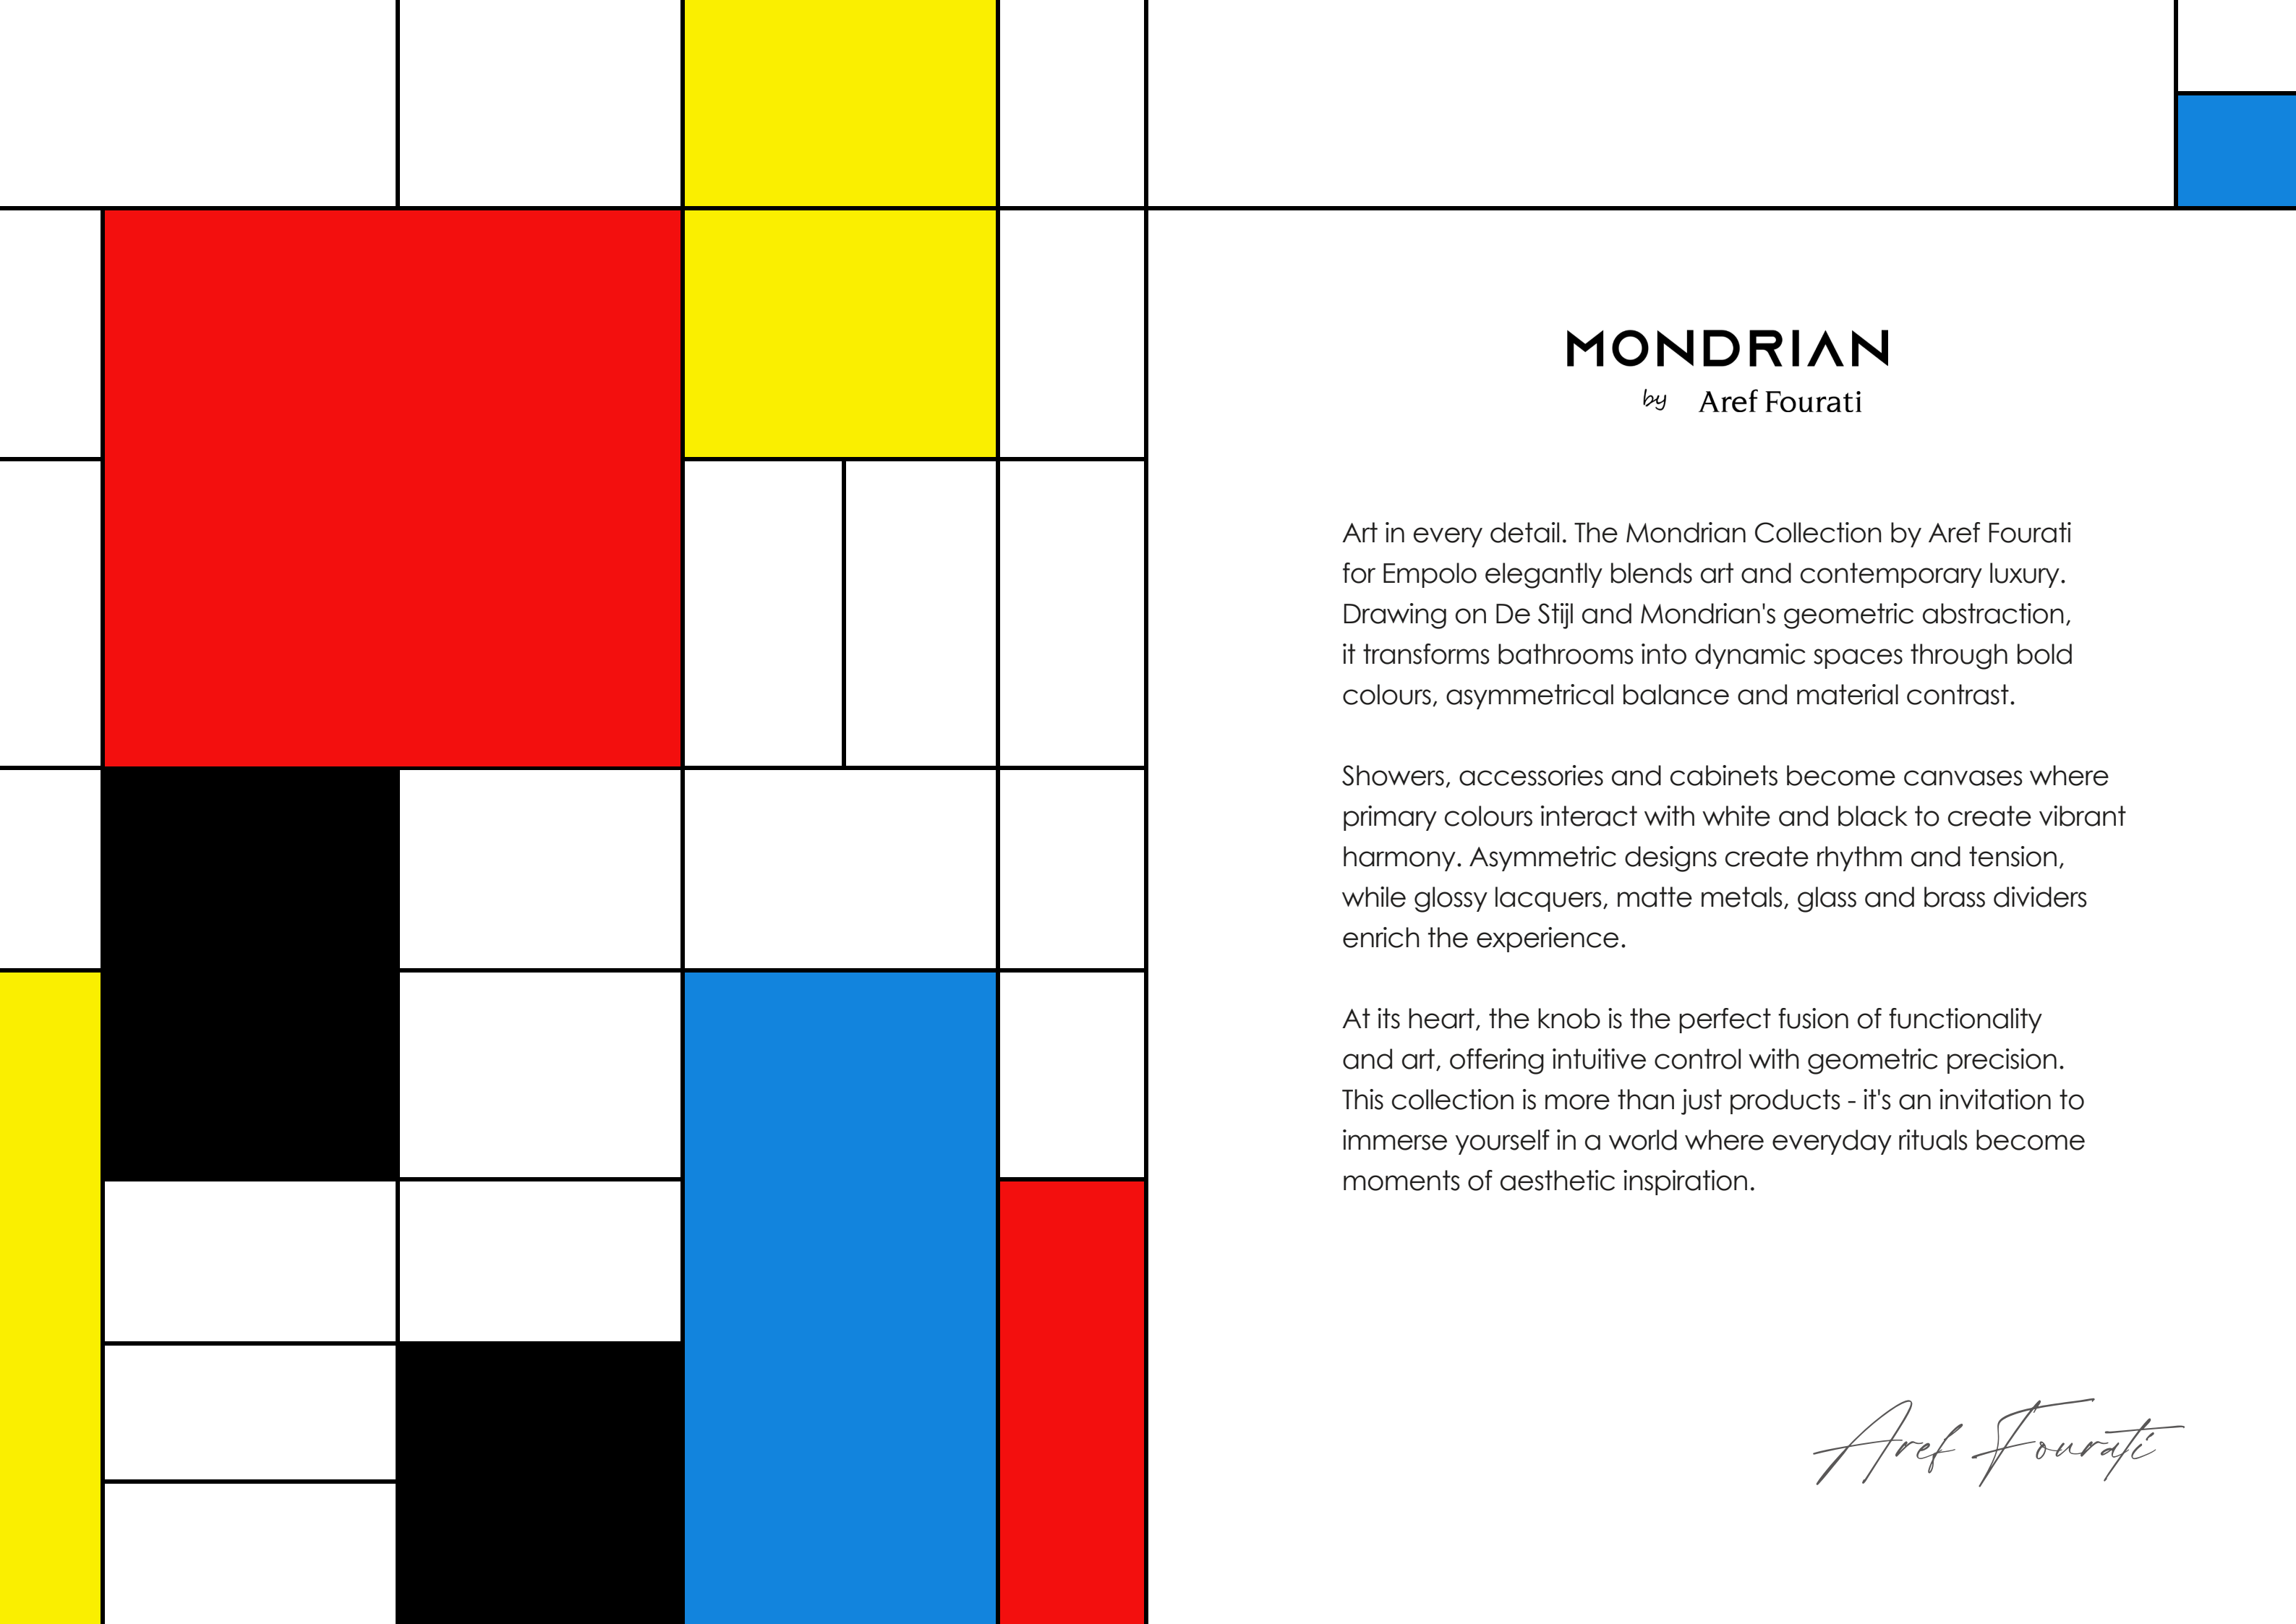 MONDRIAN
by Aref Fourati
Art in every detail. The Mondrian Collection by Aref Fourati
for Empolo elegantly blends art and contemporary luxury.
Drawing on De Stijl and Mondrian's geometric abstraction,
it transforms bathrooms into dynamic spaces through bold
colours, asymmetrical balance and material contrast.
Showers, accessories and cabinets become canvases where
primary colours interact with white and black to create vibrant
harmony. Asymmetric designs create rhythm and tension,
while glossy lacquers, matte metals, glass and brass dividers
enrich the experience.
At its heart, the knob is the perfect fusion of functionality
and art, offering intuitive control with geometric precision.
This collection is more than just products - it's an invitation to
immerse yourself in a world where everyday rituals become
moments of aesthetic inspiration.
Aref Fourati